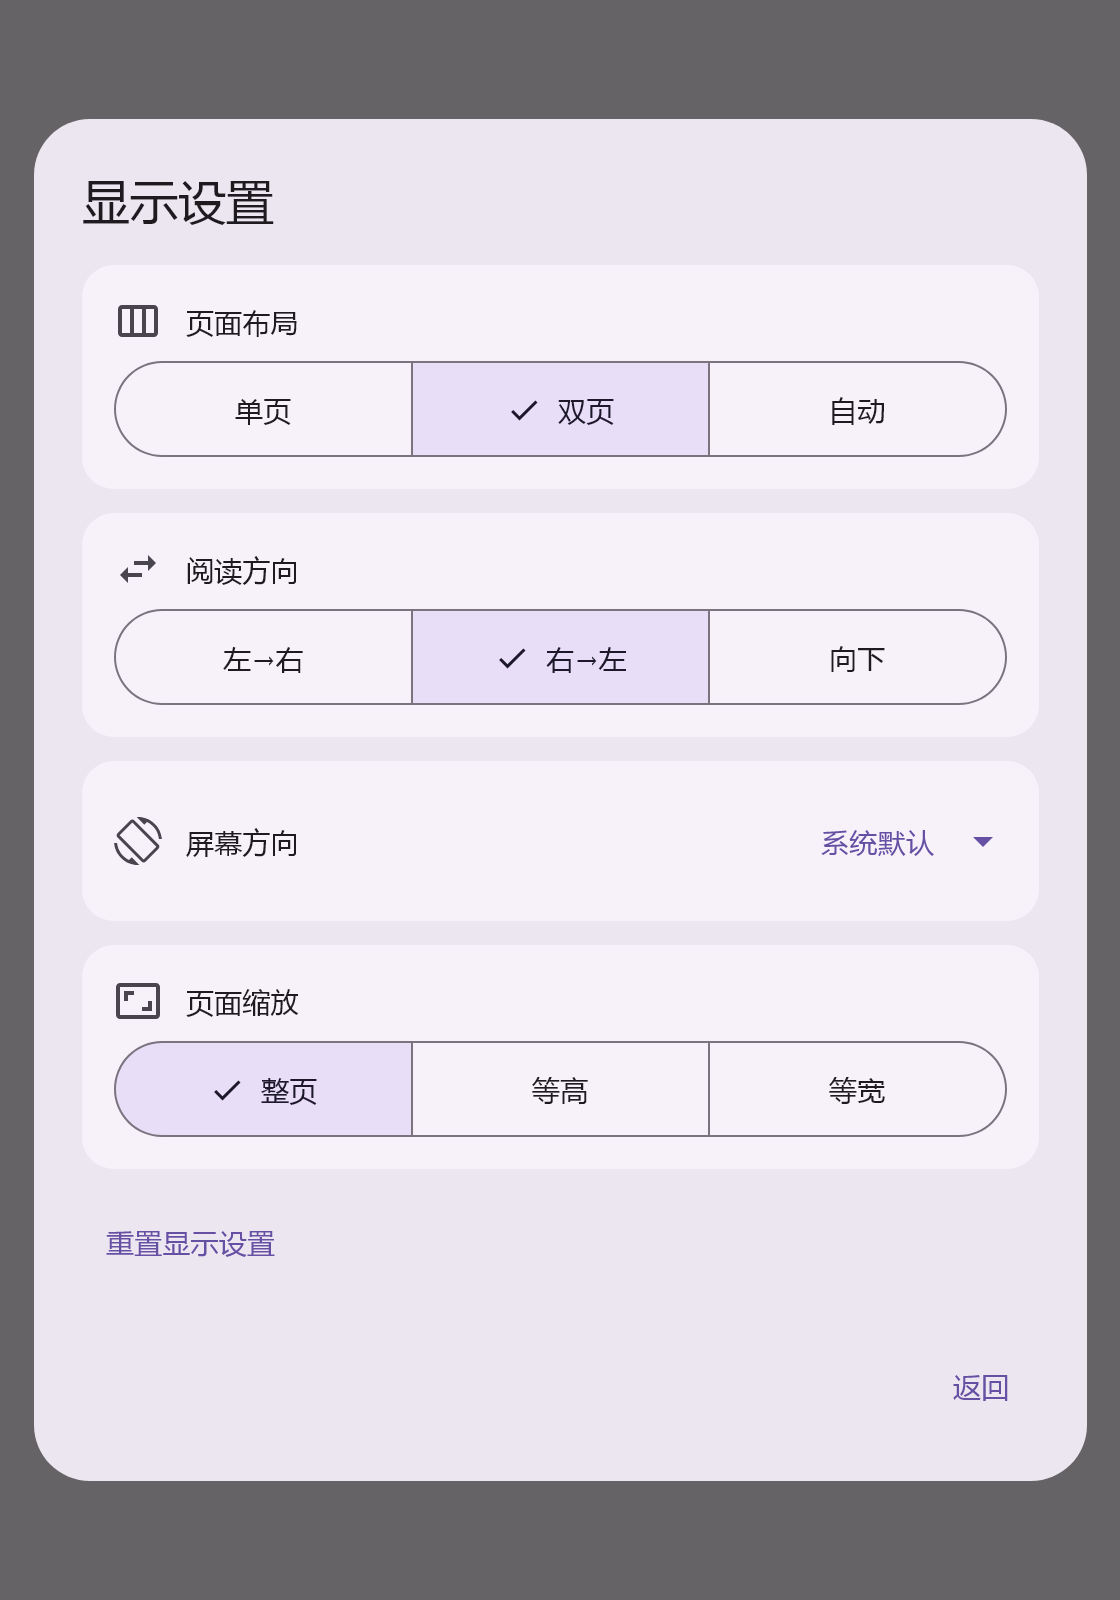 显示设置
页面布局
单页 双页 自动
阅读方向
左→右 右→左 向下
屏幕方向 系统默认
页面缩放
整页 等高 等宽
重置显示设置
返回